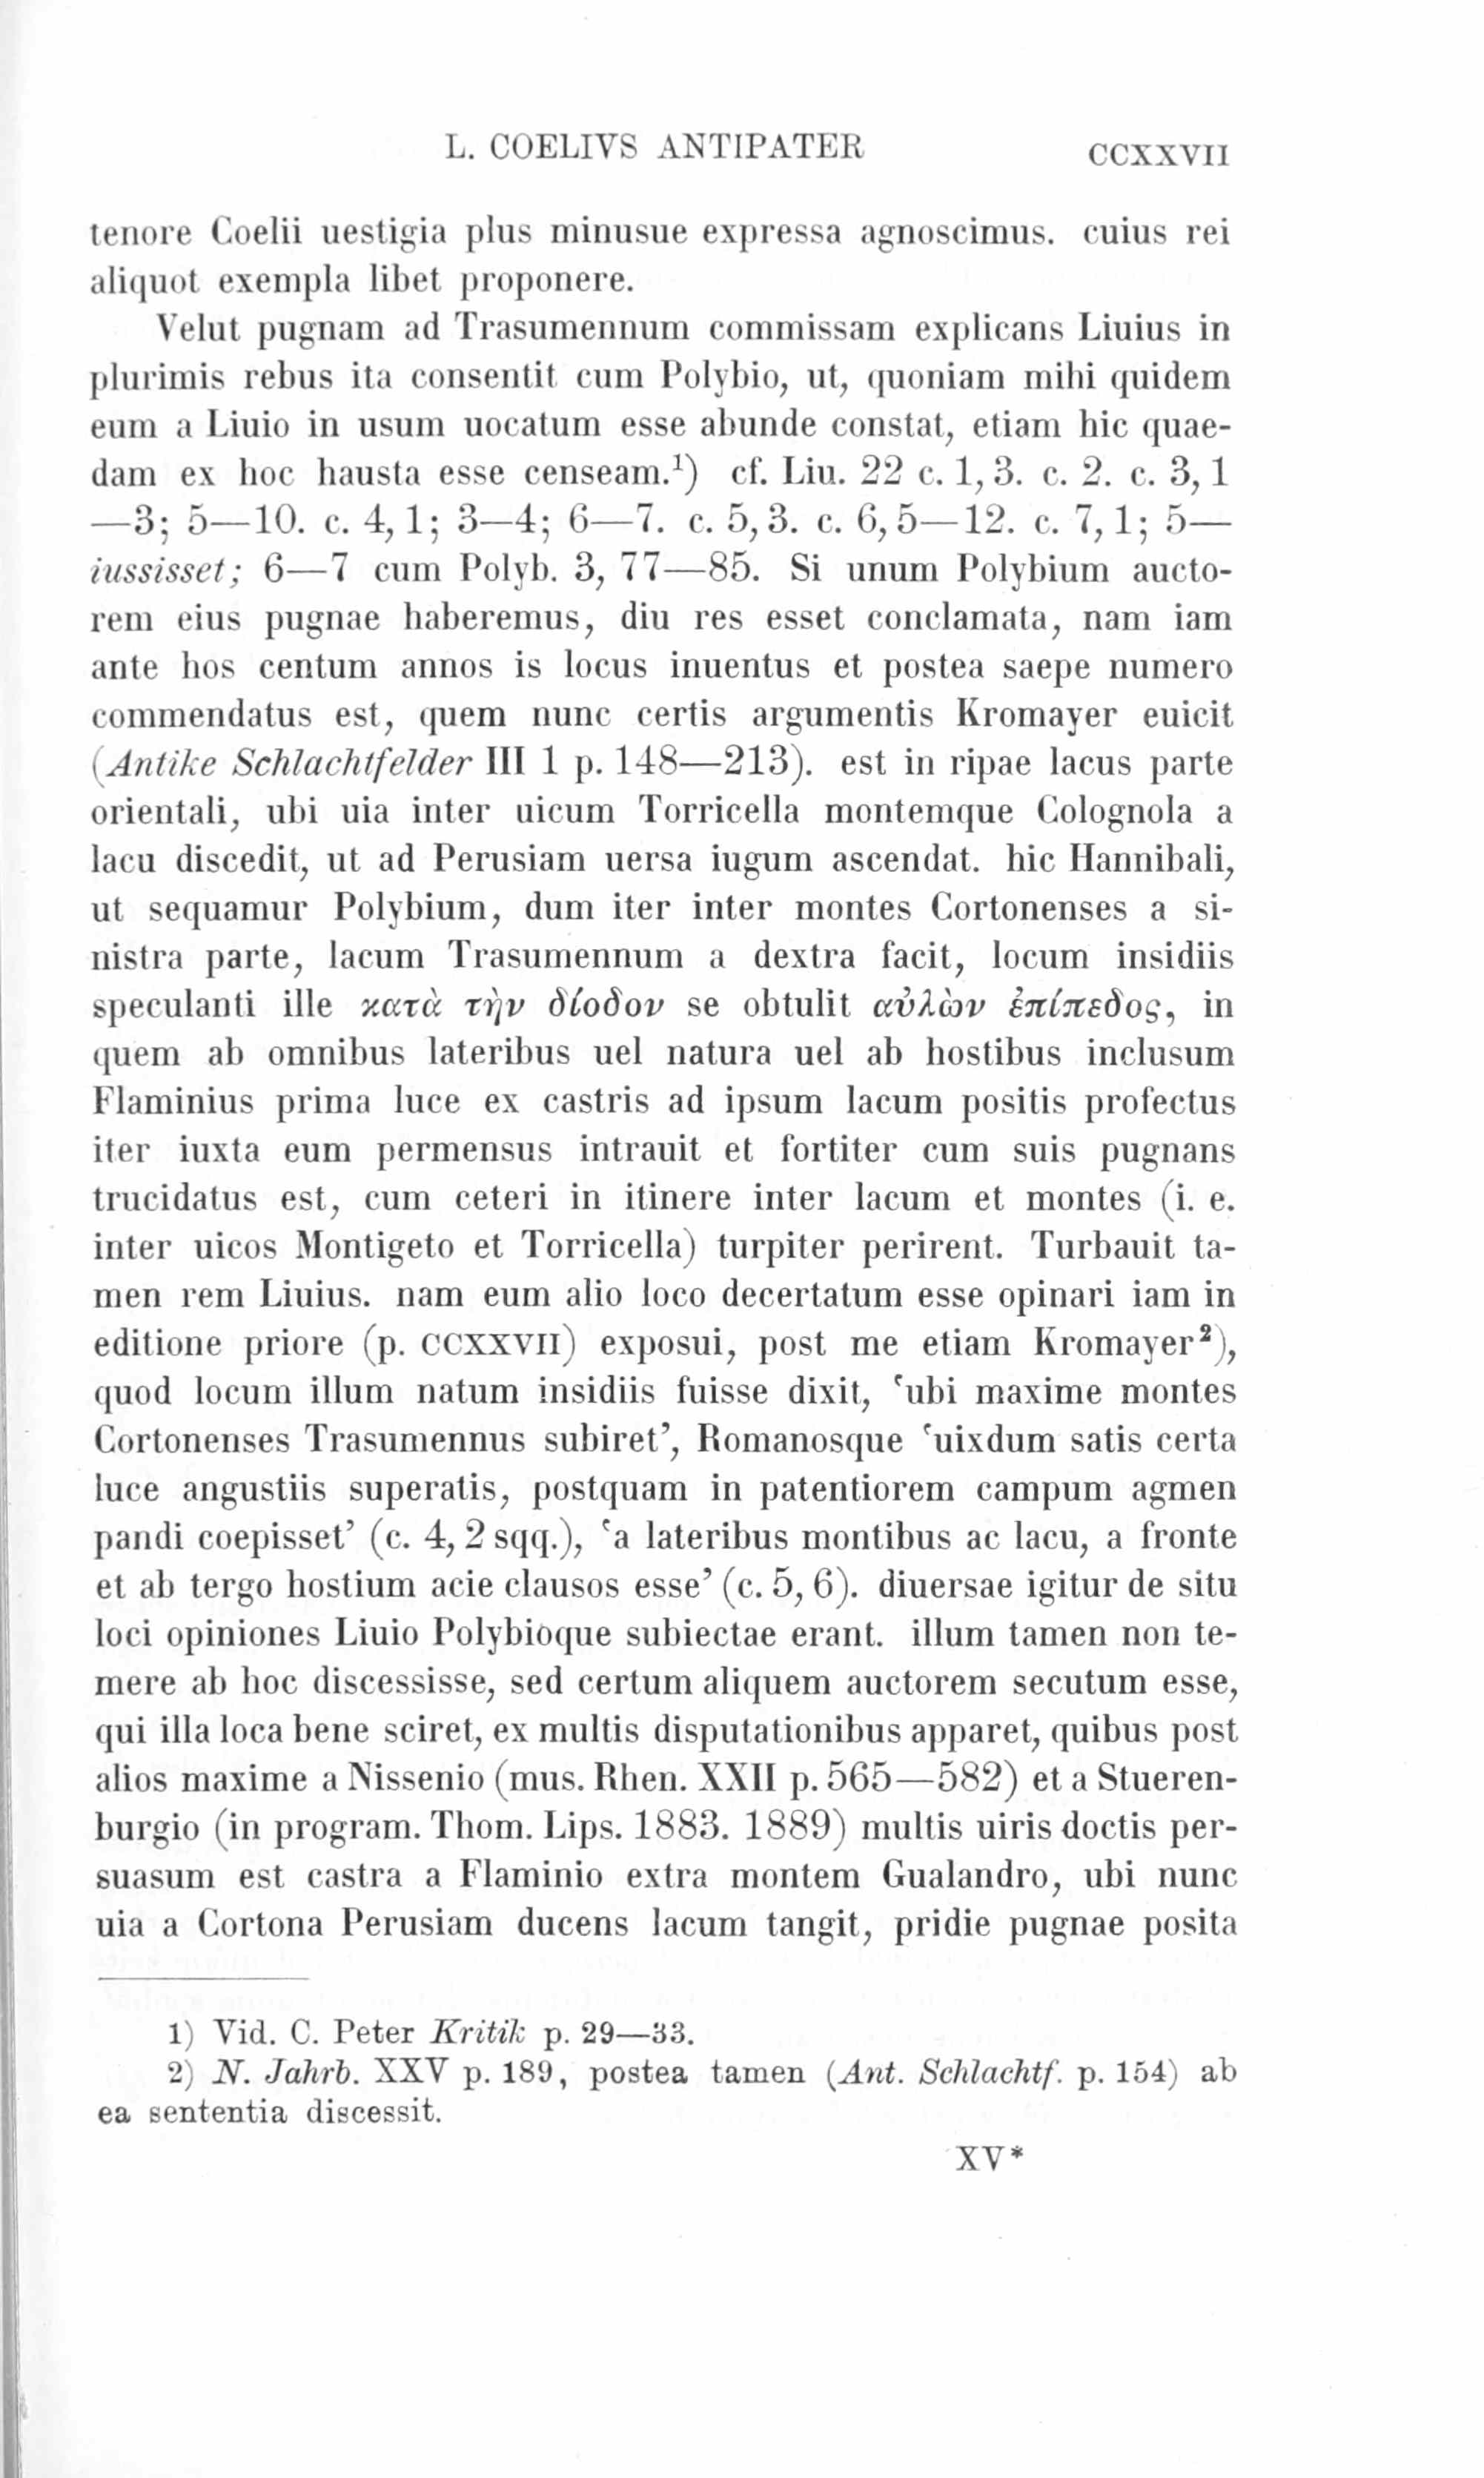 L. COELIVS ANTIPATER CCXXVII
tenore Coelii uestigia plus minusue expressa agnoscimus. cuius rei
aliquot exempla libet proponere.
Velut pugnam ad Trasumennum commissam explicans Liuius in
plurimis rebus ita consentit cum Polybio, ut, quoniam mihi quidem
eum a Liuio in usum uocatum esse abunde constat, etiam hic quae-
dam ex hoc hausta esse censeam.¹) cf. Liu. 22 c. 1, 3. c. 2. c. 3, 1
—3; 5—10. c. 4, 1; 3—4; 6—7. c. 5, 3. c. 6, 5—12. c. 7, 1; 5—
iussisset; 6—7 cum Polyb. 3, 77—85. Si unum Polybium aucto-
rem eius pugnae haberemus, diu res esset conclamata, nam iam
ante hos centum annos is locus inuentus et postea saepe numero
commendatus est, quem nunc certis argumentis Kromayer euicit
(Antike Schlachtfelder III 1 p. 148—213). est in ripae lacus parte
orientali, ubi uia inter uicum Torricella montemque Colognola a
lacu discedit, ut ad Perusiam uersa iugum ascendat. hic Hannibali,
ut sequamur Polybium, dum iter inter montes Cortonenses a si-
nistra parte, lacum Trasumennum a dextra facit, locum insidiis
speculanti ille κατὰ τὴν δίοδον se obtulit αὐλὼν ἐπίπεδος, in
quem ab omnibus lateribus uel natura uel ab hostibus inclusum
Flaminius prima luce ex castris ad ipsum lacum positis profectus
iter iuxta eum permensus intrauit et fortiter cum suis pugnans
trucidatus est, cum ceteri in itinere inter lacum et montes (i. e.
inter uicos Montigeto et Torricella) turpiter perirent. Turbauit ta-
men rem Liuius. nam eum alio loco decertatum esse opinari iam in
editione priore (p. CCXXVII) exposui, post me etiam Kromayer²),
quod locum illum natum insidiis fuisse dixit, ‘ubi maxime montes
Cortonenses Trasumennus subiret’, Romanosque ‘uixdum satis certa
luce angustiis superatis, postquam in patentiorem campum agmen
pandi coepisset’ (c. 4, 2 sqq.), ‘a lateribus montibus ac lacu, a fronte
et ab tergo hostium acie clausos esse’ (c. 5, 6). diuersae igitur de situ
loci opiniones Liuio Polybioque subiectae erant. illum tamen non te-
mere ab hoc discessisse, sed certum aliquem auctorem secutum esse,
qui illa loca bene sciret, ex multis disputationibus apparet, quibus post
alios maxime a Nissenio (mus. Rhen. XXII p. 565—582) et a Stueren-
burgio (in program. Thom. Lips. 1883. 1889) multis uiris doctis per-
suasum est castra a Flaminio extra montem Gualandro, ubi nunc
uia a Cortona Perusiam ducens lacum tangit, pridie pugnae posita
1) Vid. C. Peter Kritik p. 29—33.
2) N. Jahrb. XXV p. 189, postea tamen (Ant. Schlachtf. p. 154) ab
ea sententia discessit.
XV*